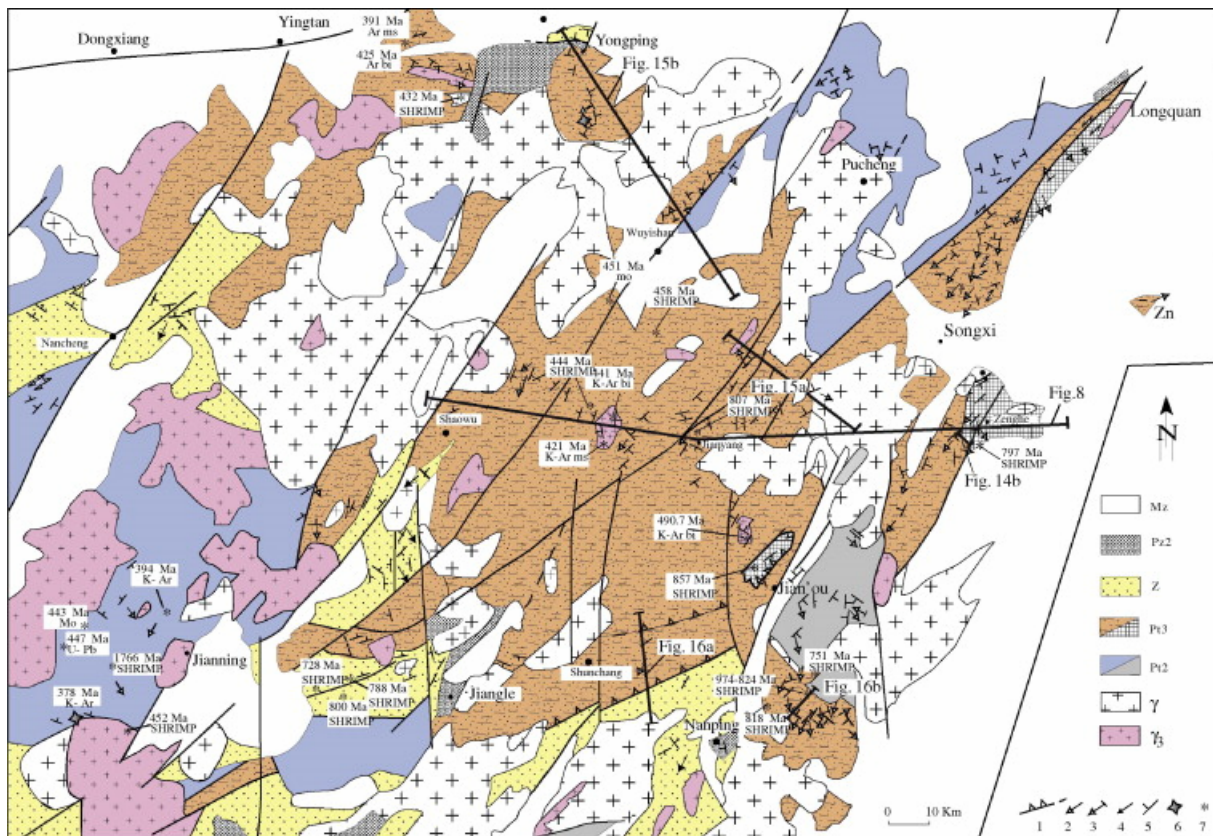 Dongxiang
Yingtan
391 Ma
Ar ms
425 Ma
Ar bi
432 Ma
SHRIMP
Yongping
Fig. 15b
Longquan
Pucheng
Wuyishan
451 Ma
mo
458 Ma
SHRIMP
Songxi
Zn
Nancheng
444 Ma
SHRIMP
441 Ma
K-Ar bi
Fig. 15a
807 Ma
SHRIMP
Fig.8
Shaowu
Jianyang
Zenghe
421 Ma
K-Ar ms
797 Ma
SHRIMP
Fig. 14b
N
490.7 Ma
K-Ar bi
857 Ma
SHRIMP
Jian'ou
394 Ma
K- Ar
443 Ma
Mo
447 Ma
U- Pb
1766 Ma
SHRIMP
Jianning
378 Ma
K- Ar
452 Ma
SHRIMP
728 Ma
SHRIMP
788 Ma
SHRIMP
800 Ma
SHRIMP
Jiangle
Shunchang
Fig. 16a
751 Ma
SHRIMP
974-824 Ma
SHRIMP
Fig. 16b
818 Ma
SHRIMP
Nanping
0 10 Km
Mz
Pz2
Z
Pt3
Pt2
γ
γ3
1 2 3 4 5 6 7